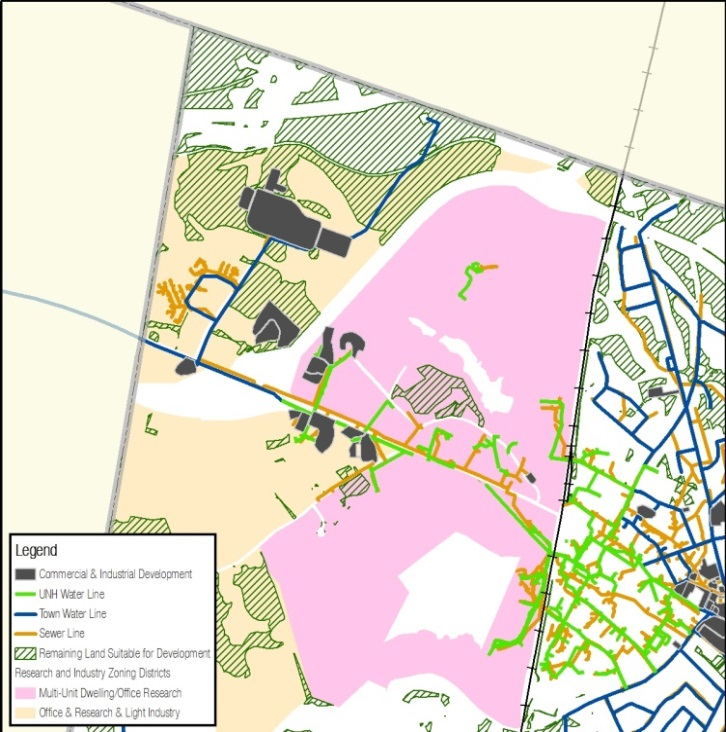 Legend
Commercial & Industrial Development
UNH Water Line
Town Water Line
Sewer Line
Remaining Land Suitable for Development
Research and Industry Zoning Districts
Multi-Unit Dwelling/Office Research
Office & Research & Light Industry